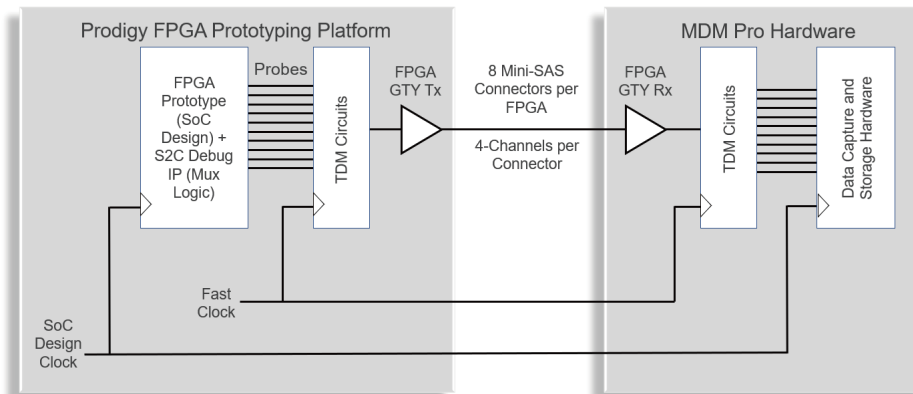 Prodigy FPGA Prototyping Platform
MDM Pro Hardware
FPGA
Prototype
(SoC
Design) +
S2C Debug
IP (Mux
Logic)
Probes
TDM Circuits
FPGA
GTY Tx
8 Mini-SAS
Connectors per
FPGA
4-Channels per
Connector
FPGA
GTY Rx
TDM Circuits
Data Capture and
Storage Hardware
Fast
Clock
SoC
Design
Clock